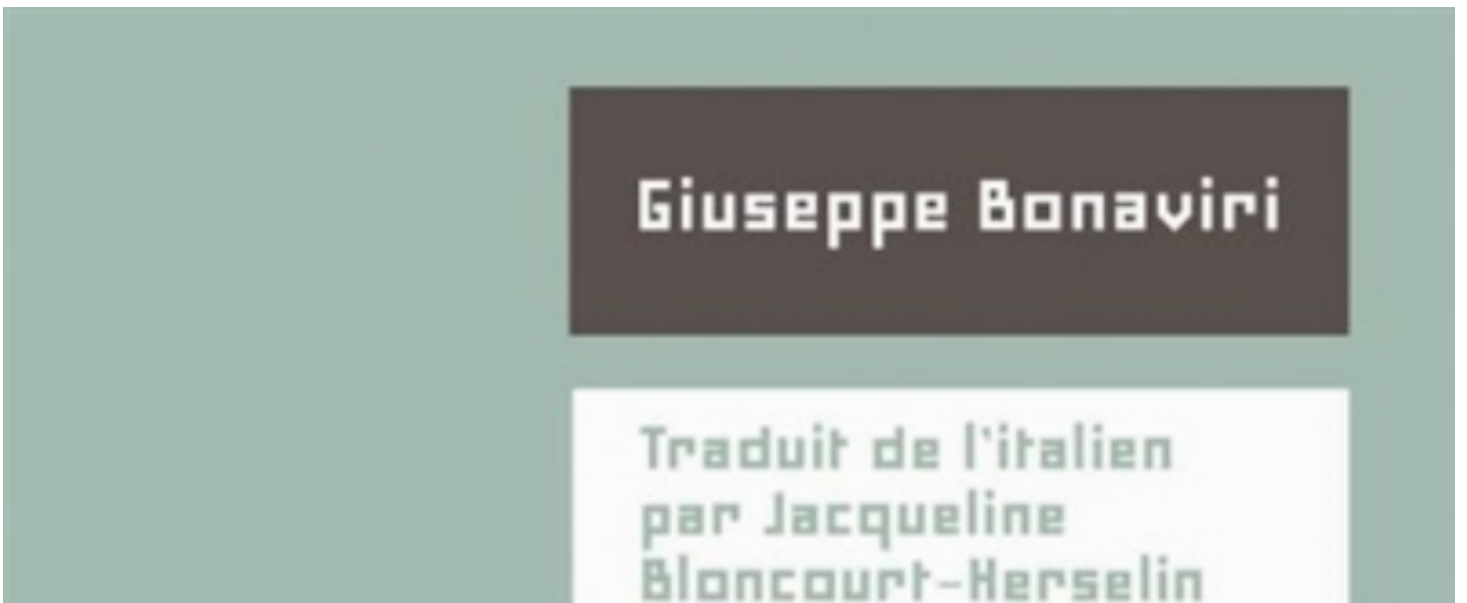 Giuseppe Bonaviri
Traduit de l'italien
par Jacqueline
Bloncourt-Herselin